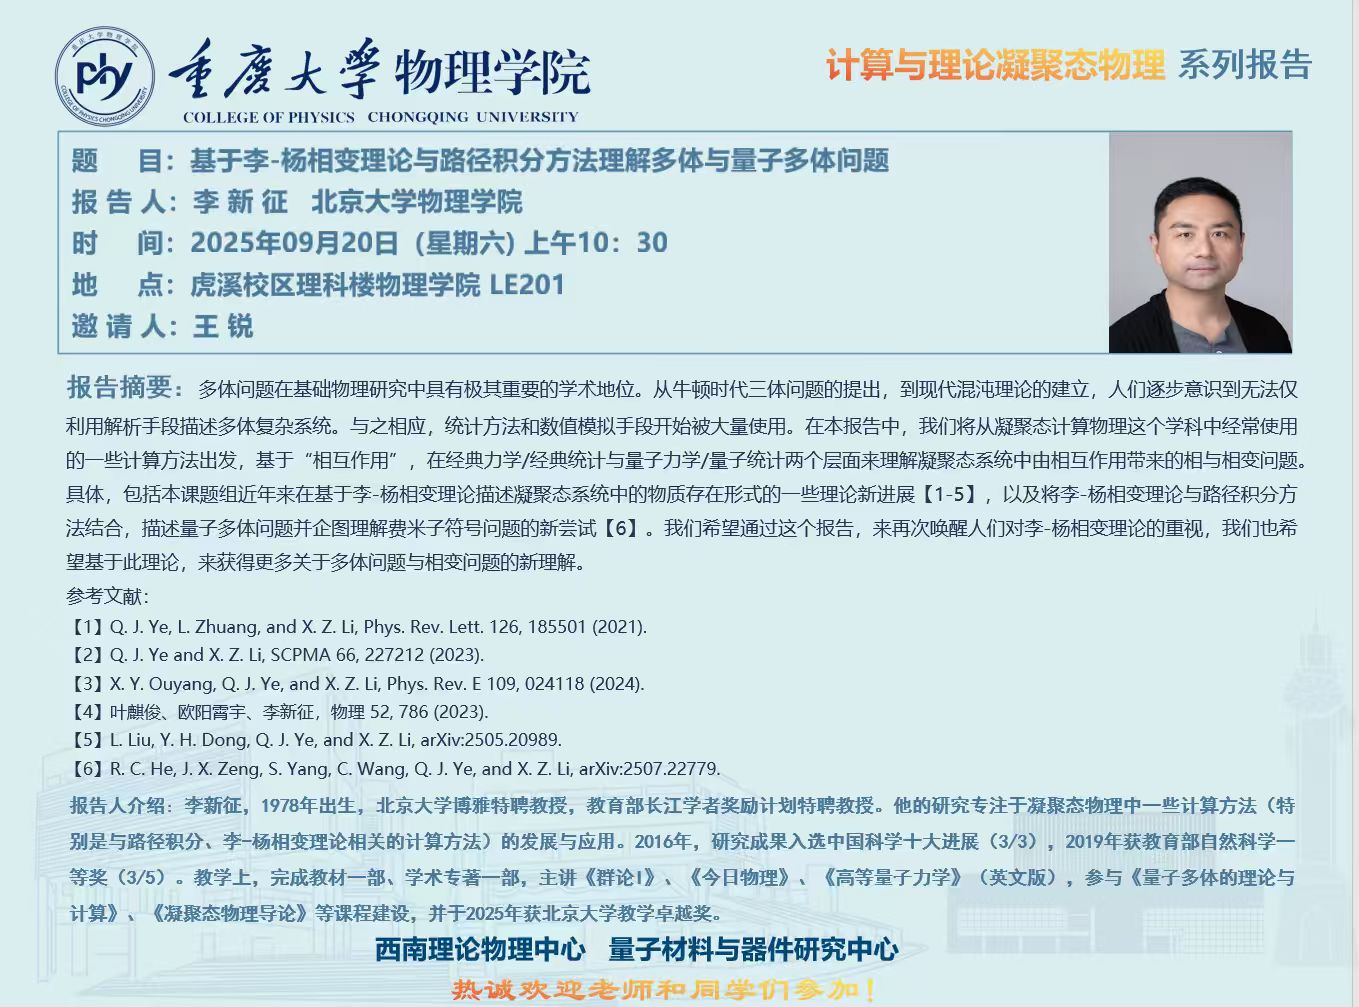 重庆大学物理学院
COLLEGE OF PHYSICS CHONGQING UNIVERSITY
phy
重庆大学物理学院
COLLEGE OF PHYSICS CHONGQING UNIVERSITY
计算与理论凝聚态物理 系列报告
题 目：基于李-杨相变理论与路径积分方法理解多体与量子多体问题
报 告 人：李 新 征 北京大学物理学院
时 间：2025年09月20日（星期六) 上午10：30
地 点：虎溪校区理科楼物理学院 LE201
邀 请 人：王 锐
报告摘要：多体问题在基础物理研究中具有极其重要的学术地位。从牛顿时代三体问题的提出，到现代混沌理论的建立，人们逐步意识到无法仅
利用解析手段描述多体复杂系统。与之相应，统计方法和数值模拟手段开始被大量使用。在本报告中，我们将从凝聚态计算物理这个学科中经常使用
的一些计算方法出发，基于“相互作用”，在经典力学/经典统计与量子力学/量子统计两个层面来理解凝聚态系统中由相互作用带来的相与相变问题。
具体，包括本课题组近年来在基于李-杨相变理论描述凝聚态系统中的物质存在形式的一些理论新进展【1-5】，以及将李-杨相变理论与路径积分方
法结合，描述量子多体问题并企图理解费米子符号问题的新尝试【6】。我们希望通过这个报告，来再次唤醒人们对李-杨相变理论的重视，我们也希
望基于此理论，来获得更多关于多体问题与相变问题的新理解。
参考文献：
【1】Q. J. Ye, L. Zhuang, and X. Z. Li, Phys. Rev. Lett. 126, 185501 (2021).
【2】Q. J. Ye and X. Z. Li, SCPMA 66, 227212 (2023).
【3】X. Y. Ouyang, Q. J. Ye, and X. Z. Li, Phys. Rev. E 109, 024118 (2024).
【4】叶麒俊、欧阳霄宇、李新征，物理 52, 786 (2023).
【5】L. Liu, Y. H. Dong, Q. J. Ye, and X. Z. Li, arXiv:2505.20989.
【6】R. C. He, J. X. Zeng, S. Yang, C. Wang, Q. J. Ye, and X. Z. Li, arXiv:2507.22779.
报告人介绍：李新征，1978年出生，北京大学博雅特聘教授，教育部长江学者奖励计划特聘教授。他的研究专注于凝聚态物理中一些计算方法（特
别是与路径积分、李-杨相变理论相关的计算方法）的发展与应用。2016年，研究成果入选中国科学十大进展（3/3），2019年获教育部自然科学一
等奖（3/5）。教学上，完成教材一部、学术专著一部，主讲《群论I》、《今日物理》、《高等量子力学》（英文版），参与《量子多体的理论与
计算》、《凝聚态物理导论》等课程建设，并于2025年获北京大学教学卓越奖。
西南理论物理中心 量子材料与器件研究中心
热诚欢迎老师和同学们参加！